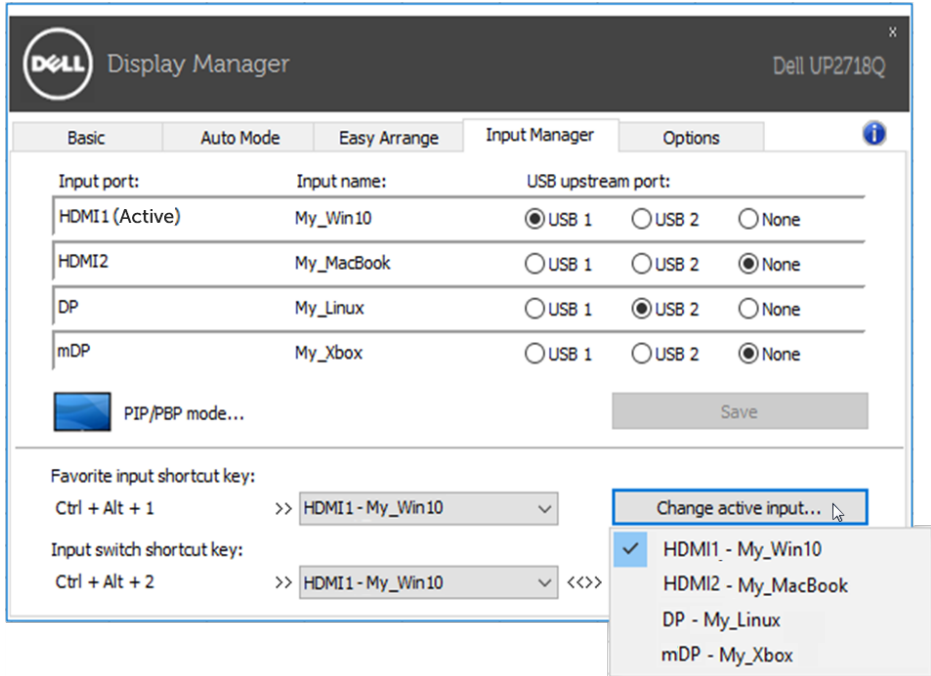 x
DELL Display Manager Dell UP2718Q
Basic Auto Mode Easy Arrange Input Manager Options i
Input port: Input name: USB upstream port:
HDMI1 (Active) My_Win10 USB 1 USB 2 None
HDMI2 My_MacBook USB 1 USB 2 None
DP My_Linux USB 1 USB 2 None
mDP My_Xbox USB 1 USB 2 None
PIP/PBP mode... Save
Favorite input shortcut key:
Ctrl + Alt + 1 >> HDMI1 - My_Win10 Change active input...
Input switch shortcut key:
Ctrl + Alt + 2 >> HDMI1 - My_Win10 <<>>
HDMI1 - My_Win10
HDMI2 - My_MacBook
DP - My_Linux
mDP - My_Xbox